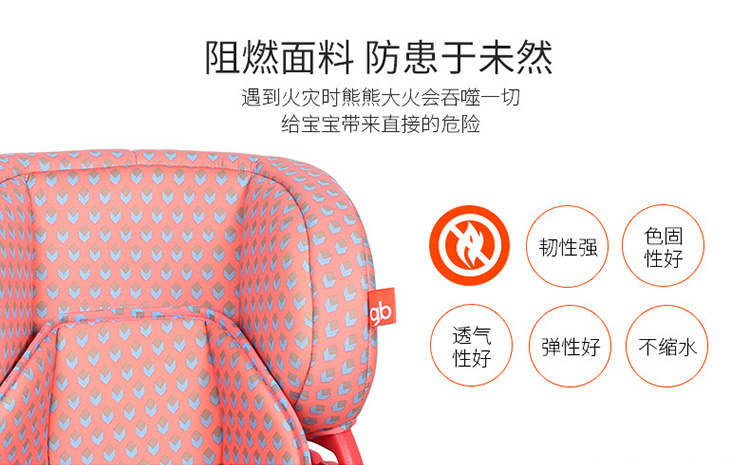 阻燃面料 防患于未然
遇到火灾时熊熊大火会吞噬一切
给宝宝带来直接的危险
韧性强
色固
性好
gb
透气
性好
弹性好
不缩水